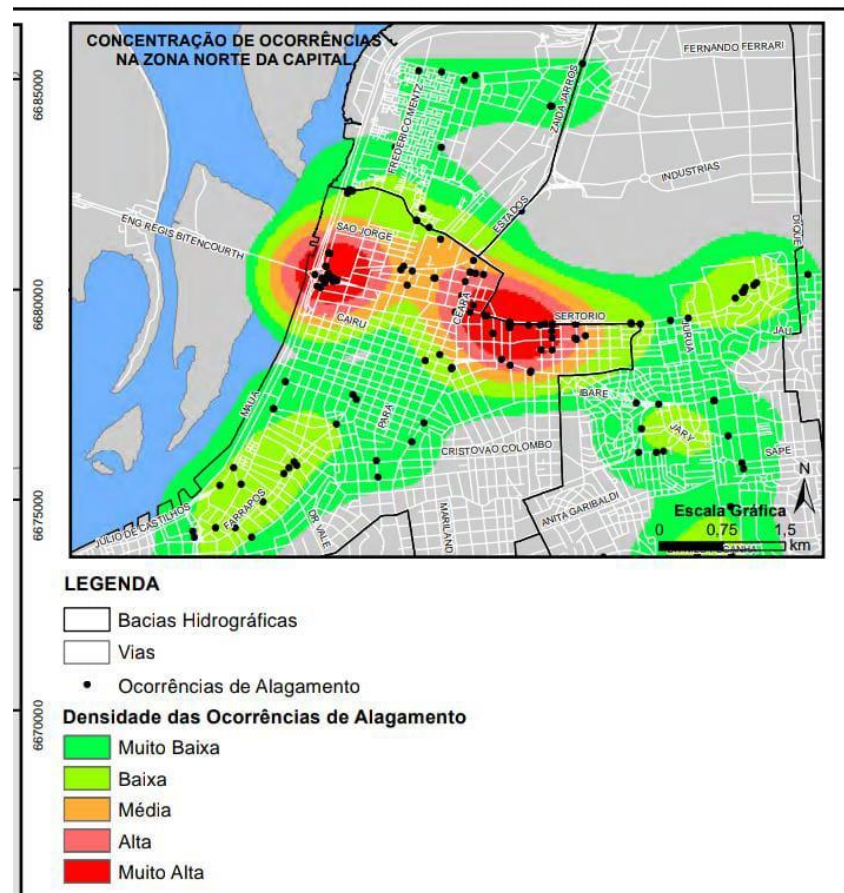 CONCENTRAÇÃO DE OCORRÊNCIAS
NA ZONA NORTE DA CAPITAL
FERNANDO FERRARI
6685000
FREDERICO MENTZ
ZAIDA JARROS
INDUSTRIAS
ESTADOS
DIQUE
SAO JORGE
ENG REGIS BITENCOURTH
6680000
CEARA
SERTORIO
CAIRU
JURUA
JAU
IBARE
MAUA
PARA
JARY
CRISTOVAO COLOMBO
SAPE
N
ANITA GARIBALDI
6675000
JULIO DE CASTILHOS
FARRAPOS
DR VALE
MARILAND
Escala Gráfica
0 0,75 1,5
km
LEGENDA
Bacias Hidrográficas
Vias
Ocorrências de Alagamento
6670000
Densidade das Ocorrências de Alagamento
Muito Baixa
Baixa
Média
Alta
Muito Alta